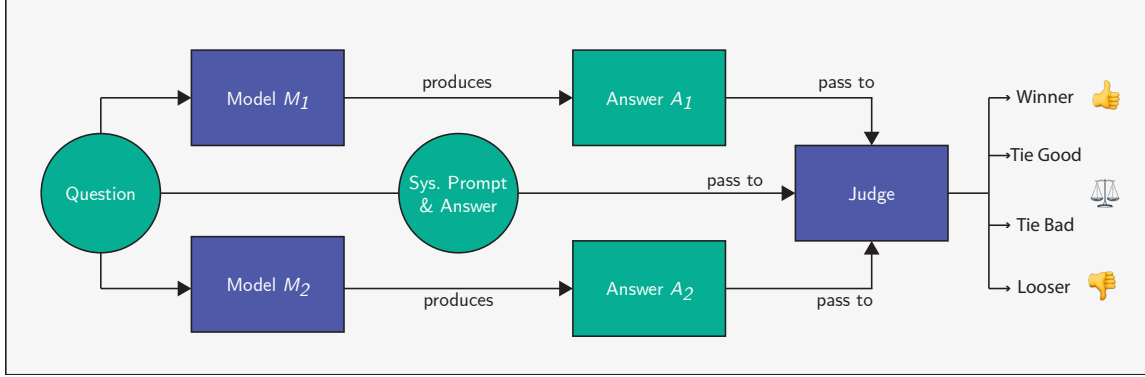 Model M1
produces
Answer A1
pass to
Winner
Tie Good
Question
Sys. Prompt
& Answer
pass to
Judge
Tie Bad
Model M2
produces
Answer A2
pass to
Looser